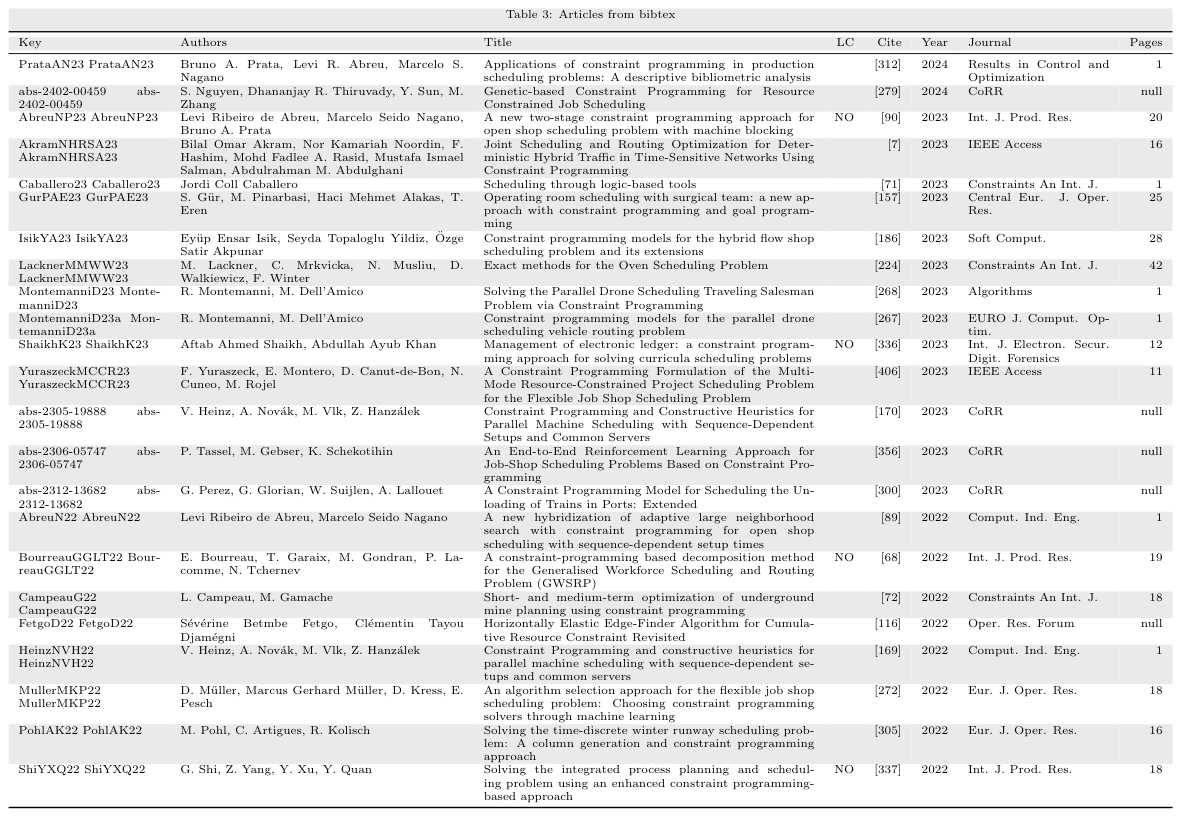 Table 3: Articles from bibtex
Key Authors Title LC Cite Year Journal Pages
PrataAN23 PrataAN23 Bruno A. Prata, Levi R. Abreu, Marcelo S. Applications of constraint programming in production [312] 2024 Results in Control and 1
Nagano scheduling problems: A descriptive bibliometric analysis Optimization
abs-2402-00459 abs- S. Nguyen, Dhananjay R. Thiruvady, Y. Sun, M. Genetic-based Constraint Programming for Resource [279] 2024 CoRR null
2402-00459 Zhang Constrained Job Scheduling
AbreuNP23 AbreuNP23 Levi Ribeiro de Abreu, Marcelo Seido Nagano, A new two-stage constraint programming approach for NO [90] 2023 Int. J. Prod. Res. 20
Bruno A. Prata open shop scheduling problem with machine blocking
AkramNHRSA23 Bilal Omar Akram, Nor Kamariah Noordin, F. Joint Scheduling and Routing Optimization for Deter- [7] 2023 IEEE Access 16
AkramNHRSA23 Hashim, Mohd Fadlee A. Rasid, Mustafa Ismael ministic Hybrid Traffic in Time-Sensitive Networks Using
Salman, Abdulrahman M. Abdulghani Constraint Programming
Caballero23 Caballero23 Jordi Coll Caballero Scheduling through logic-based tools [71] 2023 Constraints An Int. J. 1
GurPAE23 GurPAE23 S. Gür, M. Pinarbasi, Haci Mehmet Alakas, T. Operating room scheduling with surgical team: a new ap- [157] 2023 Central Eur. J. Oper. 25
Eren proach with constraint programming and goal program- Res.
ming
IsikYA23 IsikYA23 Eyüp Ensar Isik, Seyda Topaloglu Yildiz, Özge Constraint programming models for the hybrid flow shop [186] 2023 Soft Comput. 28
Satir Akpunar scheduling problem and its extensions
LacknerMMWW23 M. Lackner, C. Mrkvicka, N. Musliu, D. Exact methods for the Oven Scheduling Problem [224] 2023 Constraints An Int. J. 42
LacknerMMWW23 Walkiewicz, F. Winter
MontemanniD23 Monte- R. Montemanni, M. Dell'Amico Solving the Parallel Drone Scheduling Traveling Salesman [268] 2023 Algorithms 1
manniD23 Problem via Constraint Programming
MontemanniD23a Mon- R. Montemanni, M. Dell'Amico Constraint programming models for the parallel drone [267] 2023 EURO J. Comput. Op- 1
temanniD23a scheduling vehicle routing problem tim.
ShaikhK23 ShaikhK23 Aftab Ahmed Shaikh, Abdullah Ayub Khan Management of electronic ledger: a constraint program- NO [336] 2023 Int. J. Electron. Secur. 12
ming approach for solving curricula scheduling problems Digit. Forensics
YuraszeckMCCR23 F. Yuraszeck, E. Montero, D. Canut-de-Bon, N. A Constraint Programming Formulation of the Multi- [406] 2023 IEEE Access 11
YuraszeckMCCR23 Cuneo, M. Rojel Mode Resource-Constrained Project Scheduling Problem
for the Flexible Job Shop Scheduling Problem
abs-2305-19888 abs- V. Heinz, A. Novák, M. Vlk, Z. Hanzálek Constraint Programming and Constructive Heuristics for [170] 2023 CoRR null
2305-19888 Parallel Machine Scheduling with Sequence-Dependent
Setups and Common Servers
abs-2306-05747 abs- P. Tassel, M. Gebser, K. Schekotihin An End-to-End Reinforcement Learning Approach for [356] 2023 CoRR null
2306-05747 Job-Shop Scheduling Problems Based on Constraint Pro-
gramming
abs-2312-13682 abs- G. Perez, G. Glorian, W. Suijlen, A. Lallouet A Constraint Programming Model for Scheduling the Un- [300] 2023 CoRR null
2312-13682 loading of Trains in Ports: Extended
AbreuN22 AbreuN22 Levi Ribeiro de Abreu, Marcelo Seido Nagano A new hybridization of adaptive large neighborhood [89] 2022 Comput. Ind. Eng. 1
search with constraint programming for open shop
scheduling with sequence-dependent setup times
BourreauGGLT22 Bour- E. Bourreau, T. Garaix, M. Gondran, P. La- A constraint-programming based decomposition method NO [68] 2022 Int. J. Prod. Res. 19
reauGGLT22 comme, N. Tchernev for the Generalised Workforce Scheduling and Routing
Problem (GWSRP)
CampeauG22 L. Campeau, M. Gamache Short- and medium-term optimization of underground [72] 2022 Constraints An Int. J. 18
CampeauG22 mine planning using constraint programming
FetgoD22 FetgoD22 Sévérine Betmbe Fetgo, Clémentin Tayou Horizontally Elastic Edge-Finder Algorithm for Cumula- [116] 2022 Oper. Res. Forum null
Djamégni tive Resource Constraint Revisited
HeinzNVH22 V. Heinz, A. Novák, M. Vlk, Z. Hanzálek Constraint Programming and constructive heuristics for [169] 2022 Comput. Ind. Eng. 1
HeinzNVH22 parallel machine scheduling with sequence-dependent se-
tups and common servers
MullerMKP22 D. Müller, Marcus Gerhard Müller, D. Kress, E. An algorithm selection approach for the flexible job shop [272] 2022 Eur. J. Oper. Res. 18
MullerMKP22 Pesch scheduling problem: Choosing constraint programming
solvers through machine learning
PohlAK22 PohlAK22 M. Pohl, C. Artigues, R. Kolisch Solving the time-discrete winter runway scheduling prob- [305] 2022 Eur. J. Oper. Res. 16
lem: A column generation and constraint programming
approach
ShiYXQ22 ShiYXQ22 G. Shi, Z. Yang, Y. Xu, Y. Quan Solving the integrated process planning and schedul- NO [337] 2022 Int. J. Prod. Res. 18
ing problem using an enhanced constraint programming-
based approach